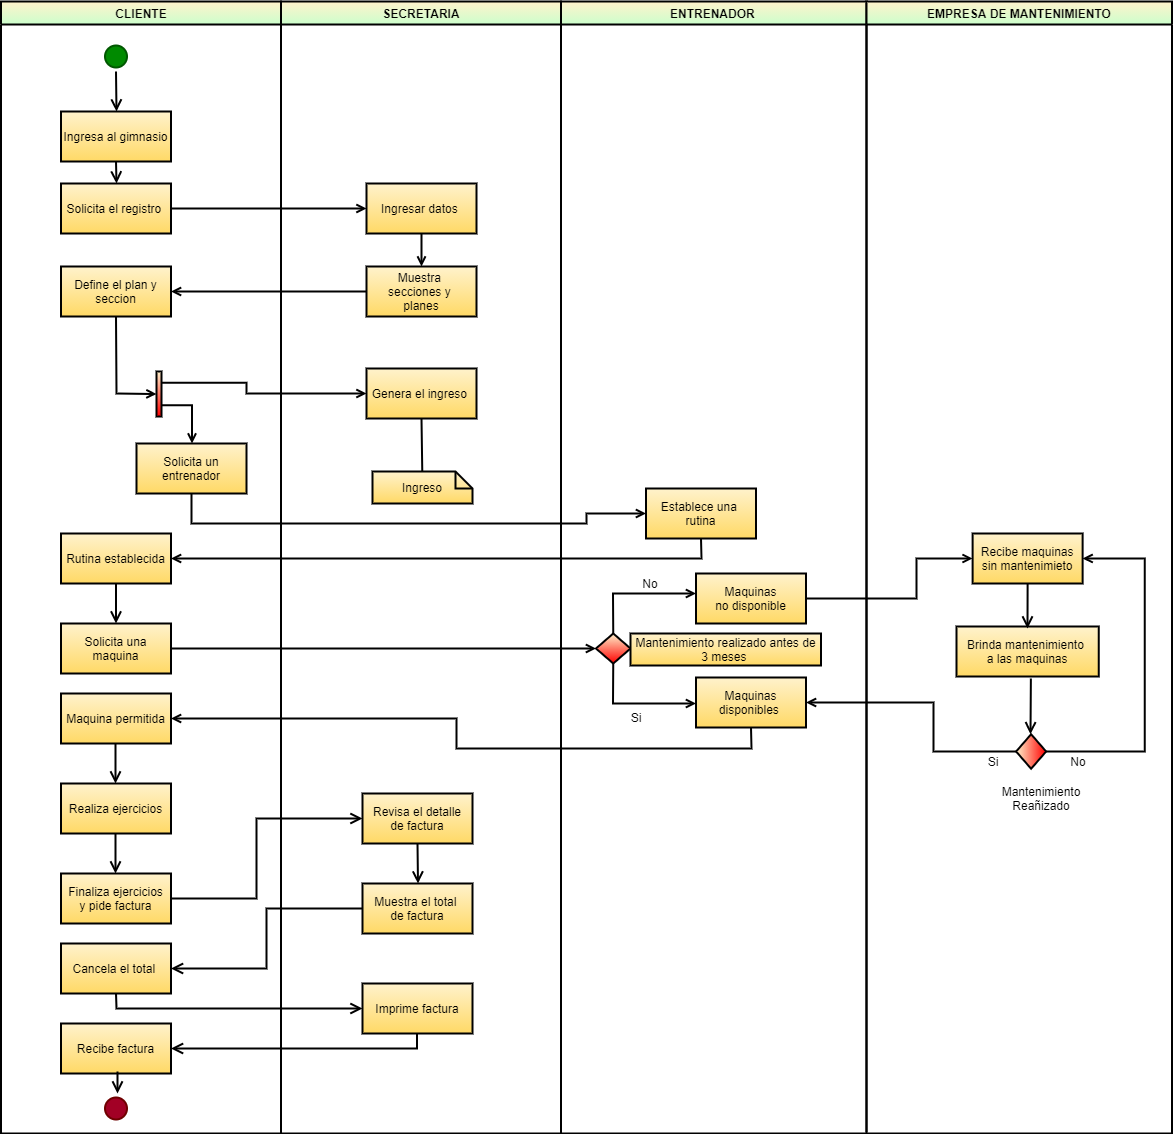 CLIENTE
SECRETARIA
ENTRENADOR
EMPRESA DE MANTENIMIENTO
Ingresa al gimnasio
Solicita el registro
Ingresar datos
Define el plan y
seccion
Muestra
secciones y
planes
Genera el ingreso
Solicita un
entrenador
Ingreso
Establece una
rutina
Rutina establecida
Recibe maquinas
sin mantenimieto
No
Maquinas
no disponible
Solicita una
maquina
Mantenimiento realizado antes de
3 meses
Brinda mantenimiento
a las maquinas
Maquinas
disponibles
Si
Maquina permitida
Si
No
Mantenimiento
Reañizado
Realiza ejercicios
Revisa el detalle
de factura
Finaliza ejercicios
y pide factura
Muestra el total
de factura
Cancela el total
Imprime factura
Recibe factura